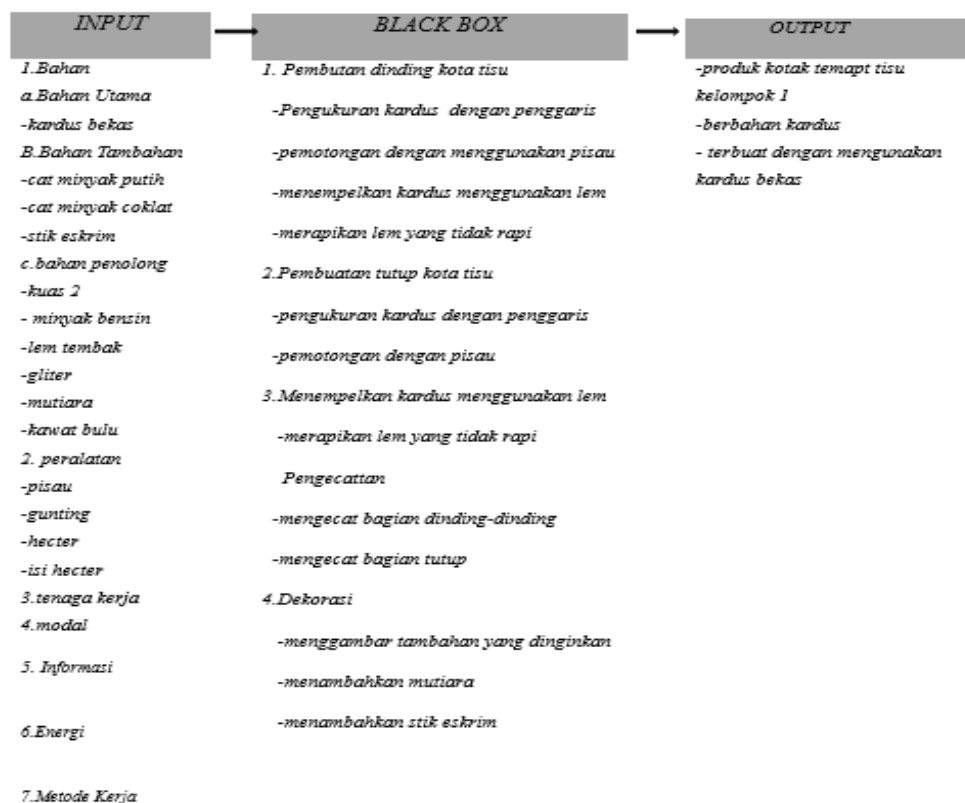 INPUT
1.Bahan
a.Bahan Utama
-kardus bekas
B.Bahan Tambahan
-cat minyak putih
-cat minyak coklat
-stik eskrim
c.bahan penolong
-kuas 2
- minyak bensin
-lem tembak
-gliter
-mutiara
-kawat bulu
2. peralatan
-pisau
-gunting
-hecter
-isi hecter
3.tenaga kerja
4.modal
5. Informasi
6.Energi
7.Metode Kerja
BLACK BOX
1. Pembutan dinding kota tisu
-Pengukuran kardus dengan penggaris
-pemotongan dengan menggunakan pisau
-menempelkan kardus menggunakan lem
-merapikan lem yang tidak rapi
2.Pembuatan tutup kota tisu
-pengukuran kardus dengan penggaris
-pemotongan dengan pisau
3.Menempelkan kardus menggunakan lem
-merapikan lem yang tidak rapi
Pengecattan
-mengecat bagian dinding-dinding
-mengecat bagian tutup
4.Dekorasi
-menggambar tambahan yang dinginkan
-menambahkan mutiara
-menambahkan stik eskrim
OUTPUT
-produk kotak temapt tisu
kelompok 1
-berbahan kardus
- terbuat dengan mengunakan
kardus bekas